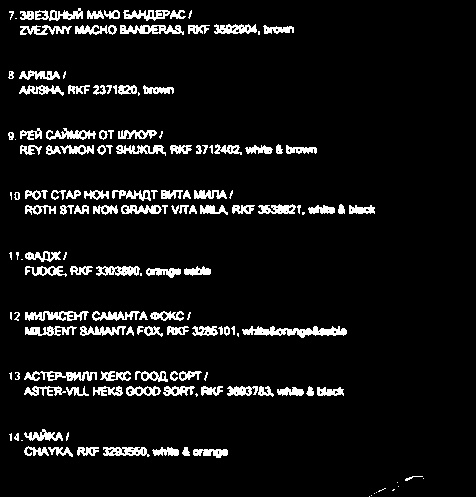 7. ЗВЕЗДНЫЙ МАЧО БАНДЕРАС /
ZVEZVNY MACHO BANDERAS, RKF 3592904, brown
8 АРИША /
ARISHA, RKF 2371820, brown
9. РЕЙ САЙМОН ОТ ШУКУР /
REY SAYMON OT SHUKUR, RKF 3712402, white & brown
10 РОТ СТАР НОН ГРАНДТ ВИТА МИЛА /
ROTH STAR NON GRANDT VITA MILA, RKF 3538821, white & black
11. ФАДЖ /
FUDGE, RKF 3303890, orange sable
12 МИЛИСЕНТ САМАНТА ФОКС /
MILISENT SAMANTA FOX, RKF 3285101, white&orange&sable
13 АСТЕР-ВИЛЛ ХЕКС ГООД СОРТ /
ASTER-VILL HEKS GOOD SORT, RKF 3693783, white & black
14. ЧАЙКА /
CHAYKA, RKF 3293550, white & orange